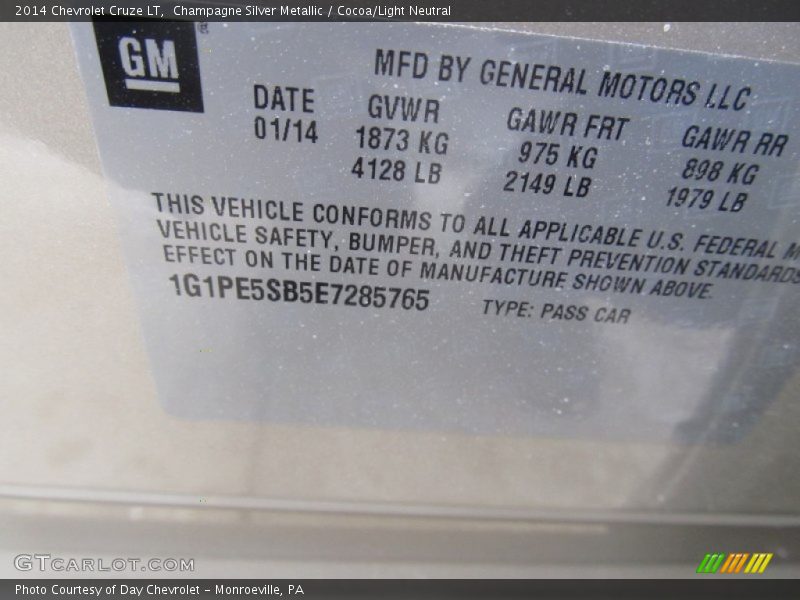 2014 Chevrolet Cruze LT, Champagne Silver Metallic / Cocoa/Light Neutral
GM
MFD BY GENERAL MOTORS LLC
DATE GVWR GAWR FRT GAWR RR
01/14 1873 KG 975 KG 898 KG
4128 LB 2149 LB 1979 LB
THIS VEHICLE CONFORMS TO ALL APPLICABLE U.S. FEDERAL M
VEHICLE SAFETY, BUMPER, AND THEFT PREVENTION STANDARDS
EFFECT ON THE DATE OF MANUFACTURE SHOWN ABOVE.
1G1PE5SB5E7285765 TYPE: PASS CAR
GTCARLOT.COM
Photo Courtesy of Day Chevrolet – Monroeville, PA